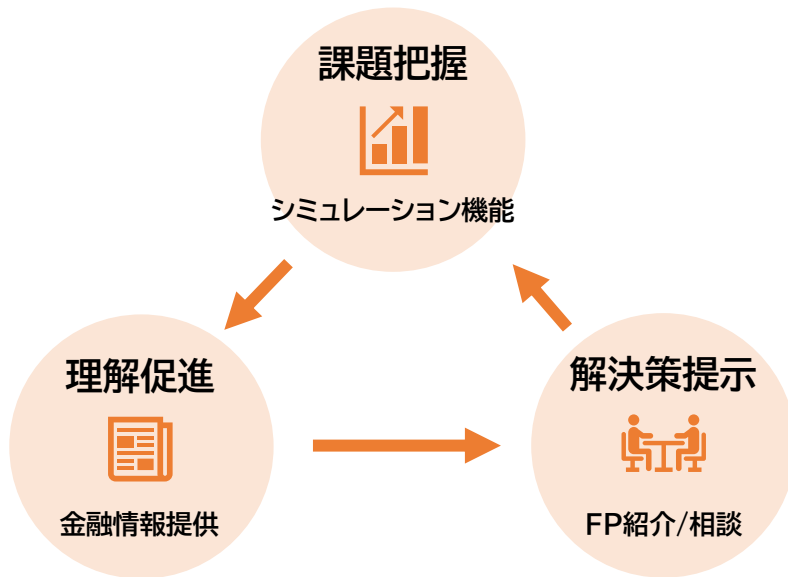 課題把握
シミュレーション機能
理解促進
金融情報提供
解決策提示
FP紹介/相談